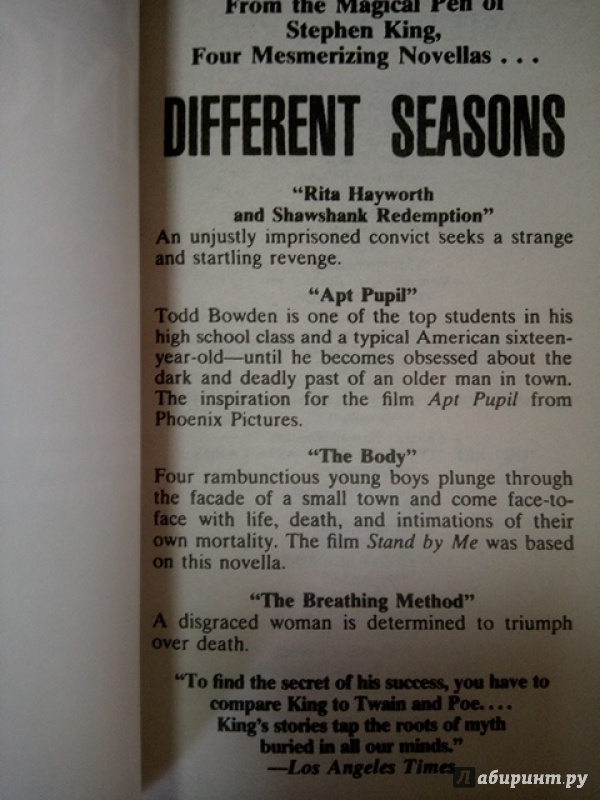 From the Magical Pen of
Stephen King,
Four Mesmerizing Novellas . . .
DIFFERENT SEASONS
“Rita Hayworth
and Shawshank Redemption”
An unjustly imprisoned convict seeks a strange
and startling revenge.
“Apt Pupil”
Todd Bowden is one of the top students in his
high school class and a typical American sixteen-
year-old—until he becomes obsessed about the
dark and deadly past of an older man in town.
The inspiration for the film Apt Pupil from
Phoenix Pictures.
“The Body”
Four rambunctious young boys plunge through
the facade of a small town and come face-to-
face with life, death, and intimations of their
own mortality. The film Stand by Me was based
on this novella.
“The Breathing Method”
A disgraced woman is determined to triumph
over death.
“To find the secret of his success, you have to
compare King to Twain and Poe. . . .
King’s stories tap the roots of myth
buried in all our minds.”
—Los Angeles Times
Лабиринт.ру